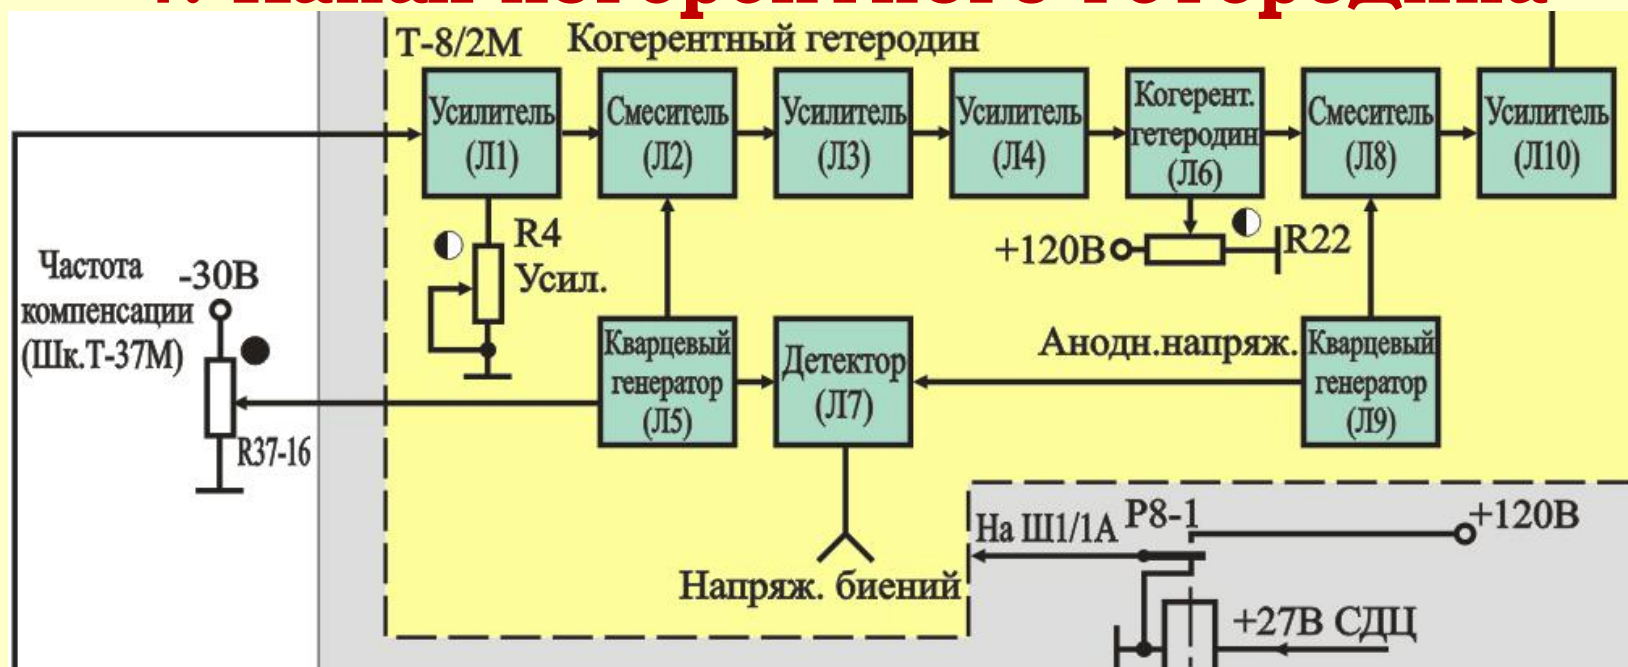 Т-8/2М Когерентный гетеродин
Усилитель
(Л1)
Смеситель
(Л2)
Усилитель
(Л3)
Усилитель
(Л4)
Когерент.
гетеродин
(Л6)
Смеситель
(Л8)
Усилитель
(Л10)
R4
Усил.
+120В
R22
Частота
компенсации
(Шк.Т-37М)
-30В
R37-16
Кварцевый
генератор
(Л5)
Детектор
(Л7)
Анодн.напряж.
Кварцевый
генератор
(Л9)
Напряж. биений
На Ш1/1А
Р8-1
+120В
+27В СДЦ